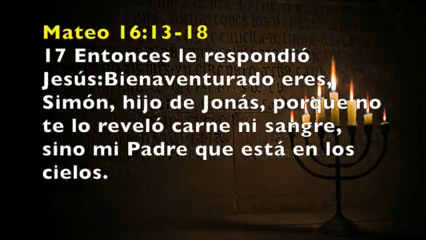 Mateo 16:13-18
17 Entonces le respondió
Jesús:Bienaventurado eres,
Simón, hijo de Jonás, porque no
te lo reveló carne ni sangre,
sino mi Padre que está en los
cielos.